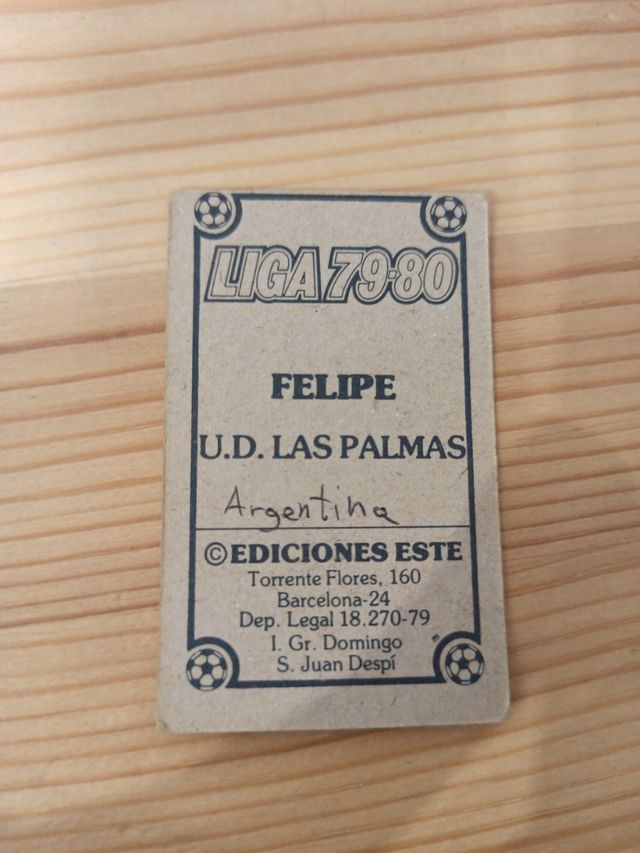 LIGA 79-80
FELIPE
U.D. LAS PALMAS
Argentina
©EDICIONES ESTE
Torrente Flores, 160
Barcelona-24
Dep. Legal 18.270-79
I. Gr. Domingo
S. Juan Despí